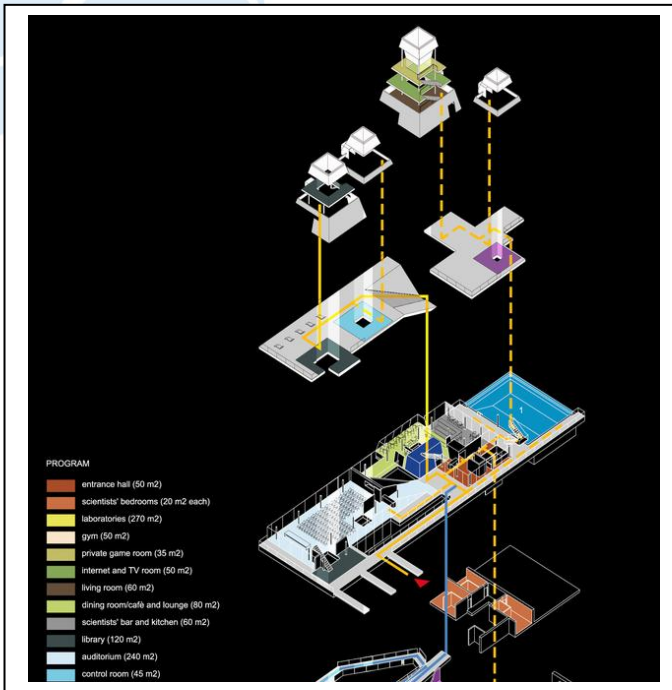 1
PROGRAM
entrance hall (50 m2)
scientists' bedrooms (20 m2 each)
laboratories (270 m2)
gym (50 m2)
private game room (35 m2)
internet and TV room (50 m2)
living room (60 m2)
dining room/cafè and lounge (80 m2)
scientists' bar and kitchen (60 m2)
library (120 m2)
auditorium (240 m2)
control room (45 m2)